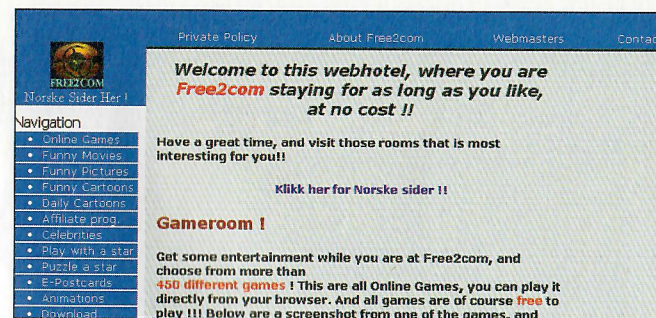 Private Policy About Free2com Webmasters Contac
FREE2COM
Norske Sider Her !
Navigation
• Online Games
• Funny Movies
• Funny Pictures
• Funny Cartoons
• Daily Cartoons
• Affiliate prog.
• Celebrities
• Play with a star
• Puzzle a star
• E-Postcards
• Animations
• Download
Welcome to this webhotel, where you are
Free2com staying for as long as you like,
at no cost !!
Have a great time, and visit those rooms that is most
interesting for you!!
Klikk her for Norske sider !!
Gameroom !
Get some entertainment while you are at Free2com, and
choose from more than
450 different games ! This are all Online Games, you can play it
directly from your browser. And all games are of course free to
play !!! Below are a screenshot from one of the games, and